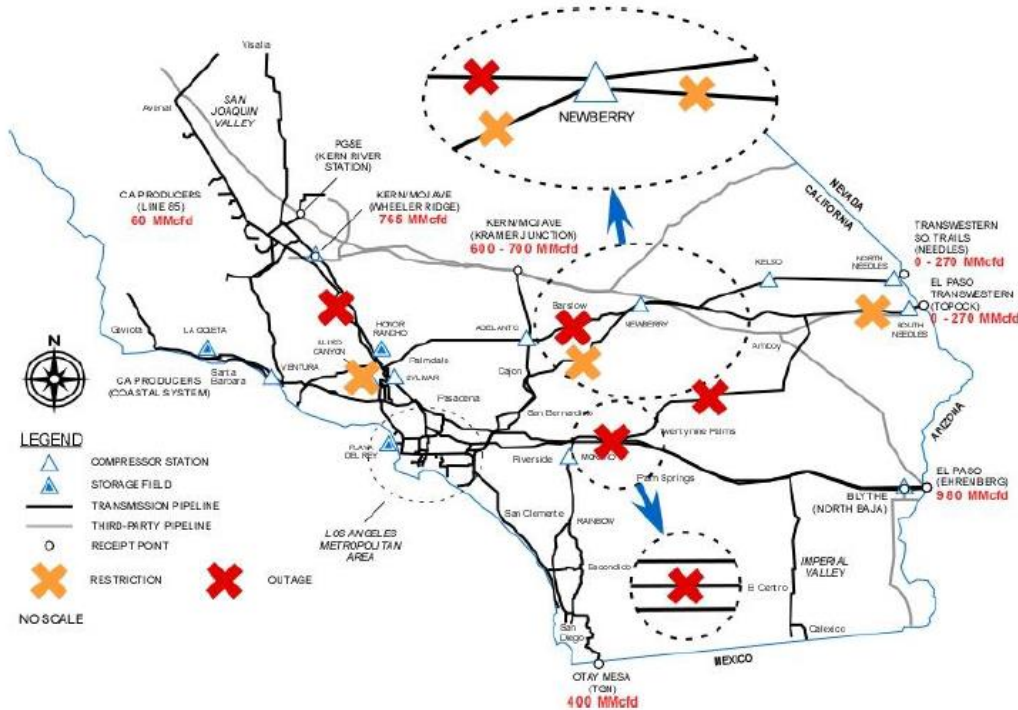 Visalia
Avenal
SAN
JOAQUIN
VALLEY
PG&E
(KERN RIVER
STATION)
CA PRODUCERS
(LINE 85)
60 MMcfd
KERN/MOJAVE
(WHEELER RIDGE)
765 MMcfd
KERN/MOJAVE
(KRAMER JUNCTION)
600 - 700 MMcfd
NEWBERRY
NEVADA
CALIFORNIA
TRANSWESTERN
SO. TRAILS
(NEEDLES)
0 - 270 MMcfd
KELSO
NORTH
NEEDLES
EL PASO
TRANSWESTERN
(TOPOCK)
0 - 270 MMcfd
SOUTH
NEEDLES
Barstow
NEWBERRY
Amboy
ADELANTO
HONOR
RANCHO
Palmdale
Gaviota
LA GOLETA
Santa
Barbara
VENTURA
CA PRODUCERS
(COASTAL SYSTEM)
SYLMAR
Cajon
Pasadena
San Bernardino
PLAYA
DEL REY
Riverside
Twentynine Palms
Palm Springs
ARIZONA
EL PASO
(EHRENBERG)
980 MMcfd
BLYTHE
(NORTH BAJA)
N
LEGEND
COMPRESSOR STATION
STORAGE FIELD
TRANSMISSION PIPELINE
THIRD-PARTY PIPELINE
RECEIPT POINT
RESTRICTION
OUTAGE
NO SCALE
LOS ANGELES
METROPOLITAN
AREA
San Clemente
RAINBOW
Escondido
San
Diego
IMPERIAL
VALLEY
El Centro
Calexico
MEXICO
OTAY MESA
(TGN)
400 MMcfd